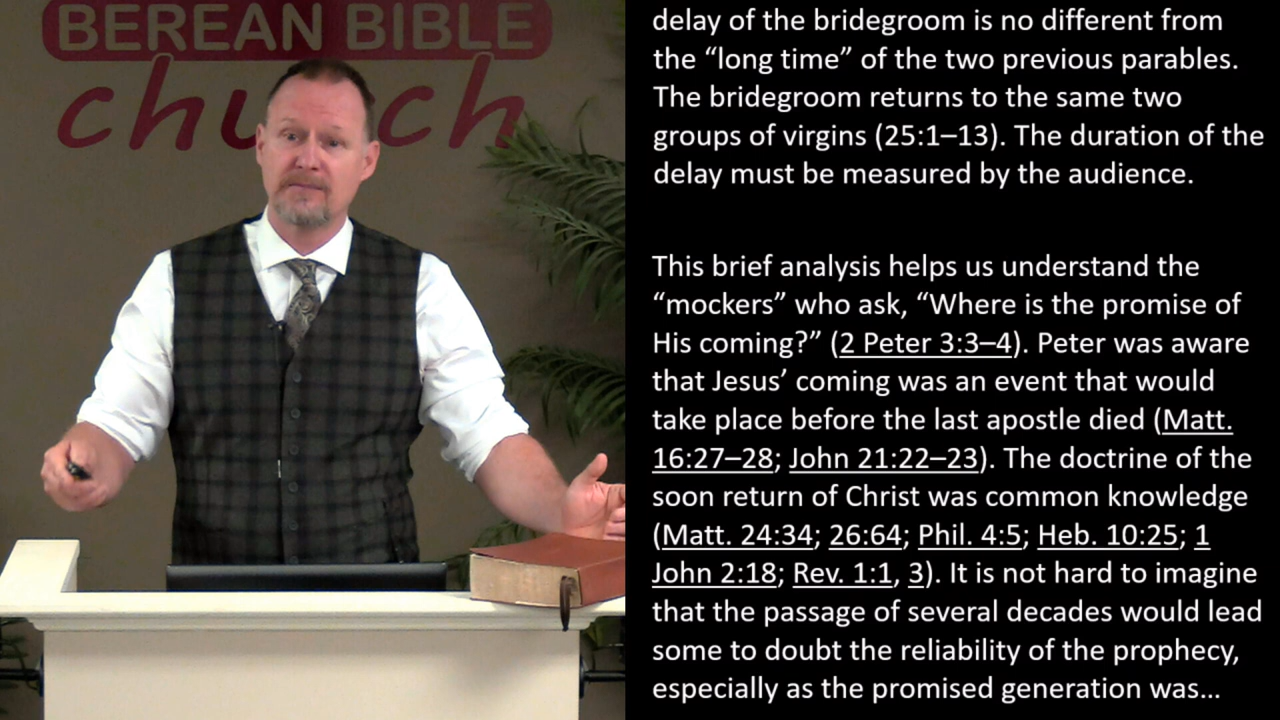 BEREAN BIBLE
church
delay of the bridegroom is no different from
the “long time” of the two previous parables.
The bridegroom returns to the same two
groups of virgins (25:1–13). The duration of the
delay must be measured by the audience.
This brief analysis helps us understand the
“mockers” who ask, “Where is the promise of
His coming?” (2 Peter 3:3–4). Peter was aware
that Jesus’ coming was an event that would
take place before the last apostle died (Matt.
16:27–28; John 21:22–23). The doctrine of the
soon return of Christ was common knowledge
(Matt. 24:34; 26:64; Phil. 4:5; Heb. 10:25; 1
John 2:18; Rev. 1:1, 3). It is not hard to imagine
that the passage of several decades would lead
some to doubt the reliability of the prophecy,
especially as the promised generation was...